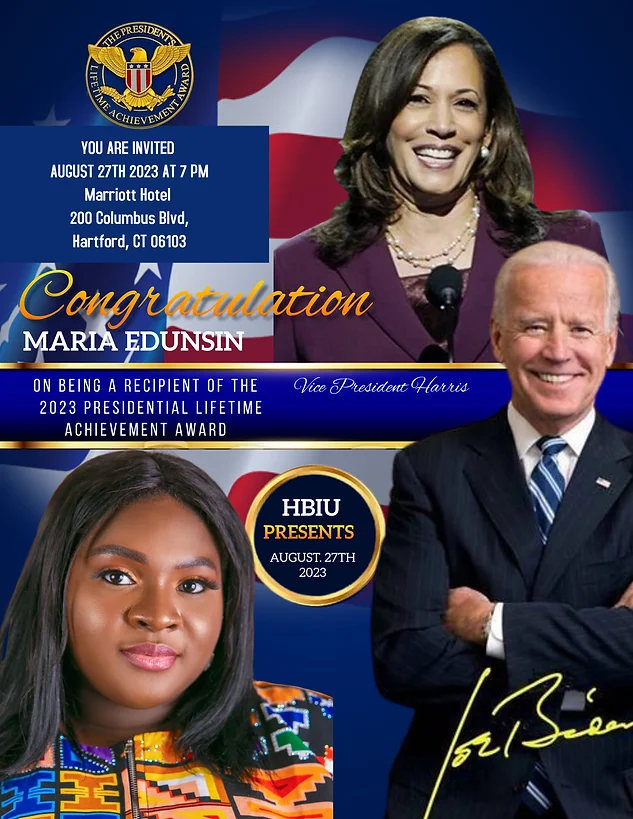 THE PRESIDENT'S
LIFETIME ACHIEVEMENT AWARD
YOU ARE INVITED
AUGUST 27TH 2023 AT 7 PM
Marriott Hotel
200 Columbus Blvd,
Hartford, CT 06103
Congratulation
MARIA EDUNSIN
ON BEING A RECIPIENT OF THE
2023 PRESIDENTIAL LIFETIME
ACHIEVEMENT AWARD
Vice President Harris
HBIU
PRESENTS
AUGUST. 27TH
2023
Joe Biden